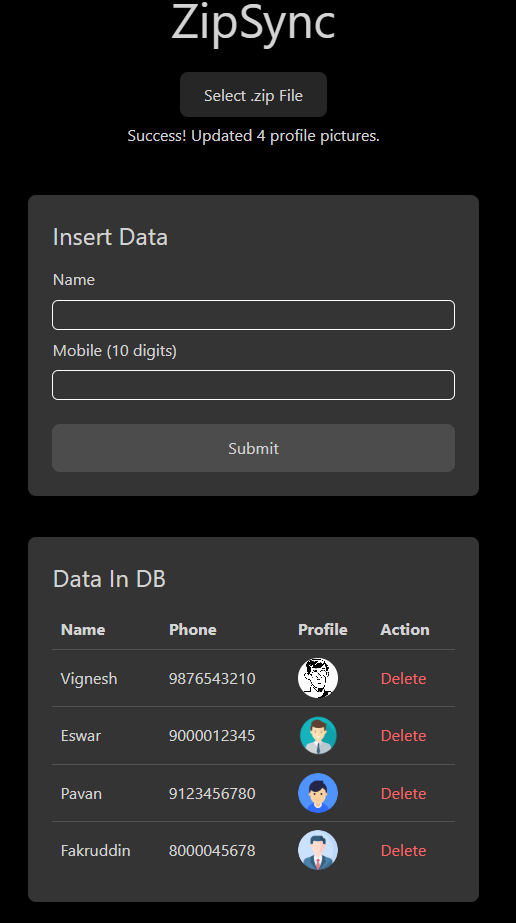 ZipSync
Select .zip File
Success! Updated 4 profile pictures.
Insert Data
Name
Mobile (10 digits)
Submit
Data In DB
Name Phone Profile Action
Vignesh 9876543210 Delete
Eswar 9000012345 Delete
Pavan 9123456780 Delete
Fakruddin 8000045678 Delete